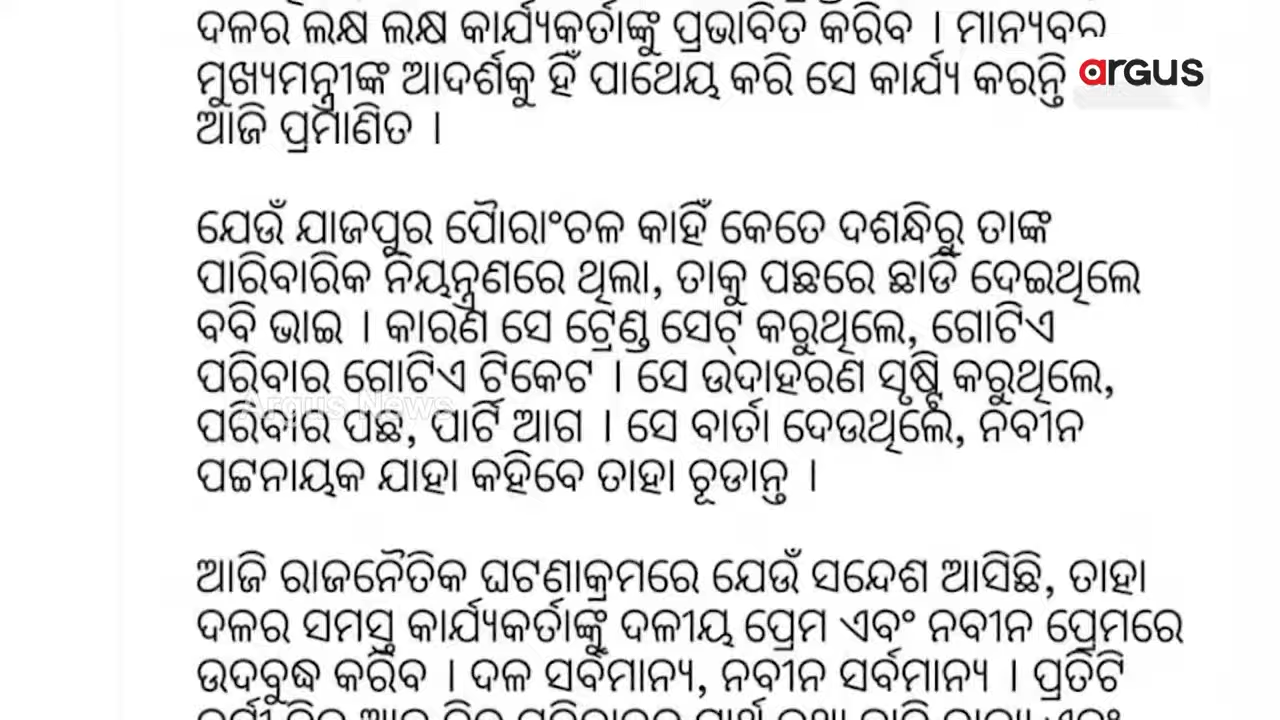 ଦଳର ଲକ୍ଷ ଲକ୍ଷ କାର୍ଯ୍ୟକର୍ତାଙ୍କୁ ପ୍ରଭାବିତ କରିବ ।
ମୁଖ୍ୟମନ୍ତ୍ରୀଙ୍କ ଆଦର୍ଶକୁ ହିଁ ପାଥେୟ କରି ସେ କାର୍ଯ୍ୟ କରନ୍ତି
argus
ଆଜି ପ୍ରମାଣିତ ।
ଯେଉଁ ଯାଜପୁର ପୌରାଂଚଳ କାହିଁ କେତେ ଦଶନ୍ଧିରୁ ତାଙ୍କ
ପାରିବାରିକ ନିୟନ୍ତ୍ରଣରେ ଥିଲା, ତାକୁ ପଛରେ ଛାଡି ଦେଇଥିଲେ
ବବି ଭାଇ । କାରଣ ସେ ଟ୍ରେଣ୍ଡ ସେଟ୍ କରୁଥିଲେ, ଗୋଟିଏ
ପରିବାର ଗୋଟିଏ ଟିକେଟ । ସେ ଉଦାହରଣ ସୃଷ୍ଟି କରୁଥିଲେ,
Argus News
ପରିବାର ପଛ, ପାର୍ଟି ଆଗ । ସେ ବାର୍ତା ଦେଉଥିଲେ, ନବୀନ
ପଟ୍ଟନାୟକ ଯାହା କହିବେ ତାହା ଚୂଡାନ୍ତ ।
ଆଜି ରାଜନୈତିକ ଘଟଣାକ୍ରମରେ ଯେଉଁ ସନ୍ଦେଶ ଆସିଛି, ତାହା
ଦଳର ସମସ୍ତ କାର୍ଯ୍ୟକର୍ତାଙ୍କୁ ଦଳୀୟ ପ୍ରେମ ଏବଂ ନବୀନ ପ୍ରେମରେ
ଉଦବୁଦ୍ଧ କରିବ । ଦଳ ସର୍ବମାନ୍ୟ, ନବୀନ ସର୍ବମାନ୍ୟ । ପ୍ରତିଟି